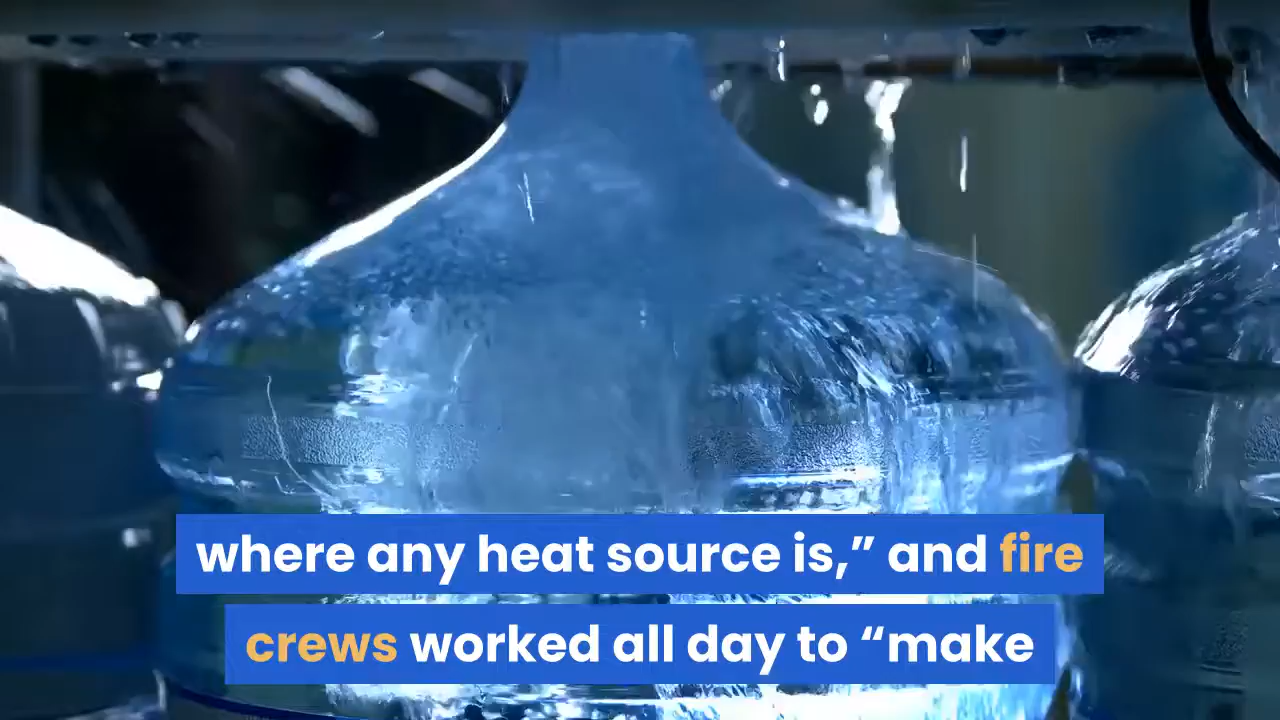 where any heat source is,” and fire
crews worked all day to “make